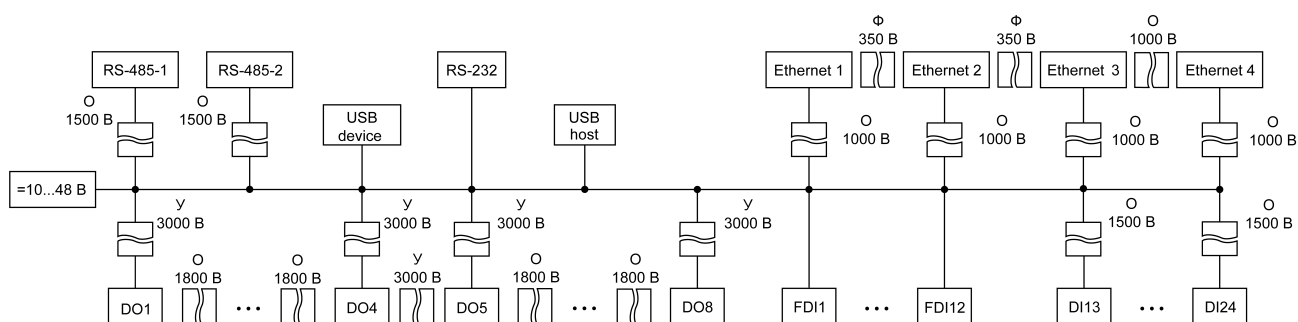 Ф
350 В
Ф
350 В
О
1000 В
RS-485-1
RS-485-2
RS-232
Ethernet 1
Ethernet 2
Ethernet 3
Ethernet 4
О
1500 В
О
1500 В
USB
device
USB
host
О
1000 В
О
1000 В
О
1000 В
О
1000 В
=10...48 В
У
3000 В
У
3000 В
У
3000 В
У
3000 В
О
1500 В
О
1500 В
О
1800 В
О
1800 В
У
3000 В
О
1800 В
О
1800 В
DO1
...
DO4
DO5
...
DO8
FDI1
...
FDI12
DI13
...
DI24